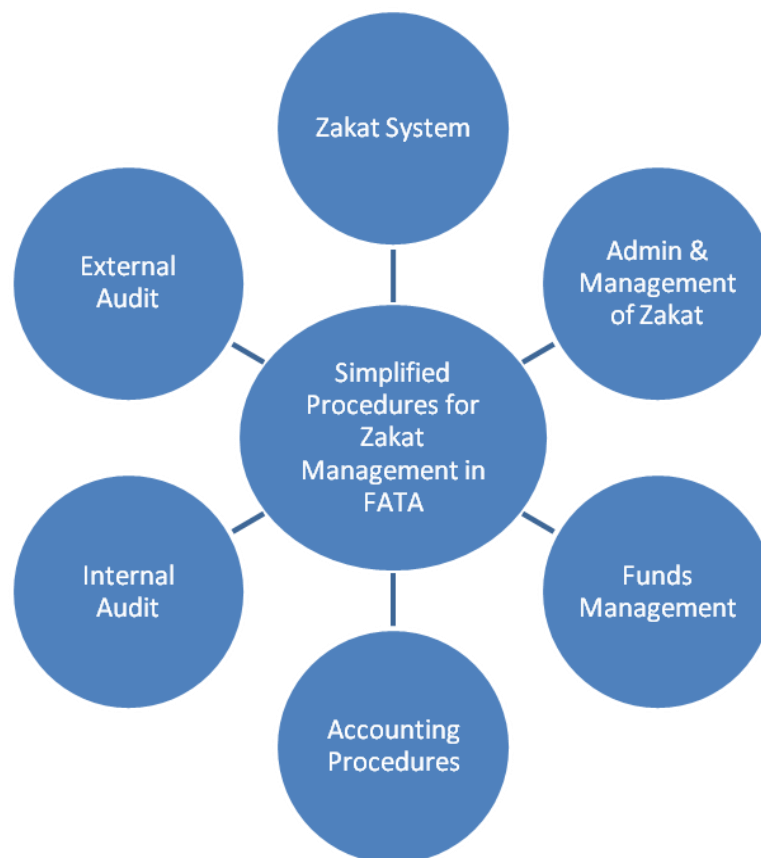 Zakat System
External
Audit
Admin &
Management
of Zakat
Simplified
Procedures for
Zakat
Management in
FATA
Internal
Audit
Funds
Management
Accounting
Procedures